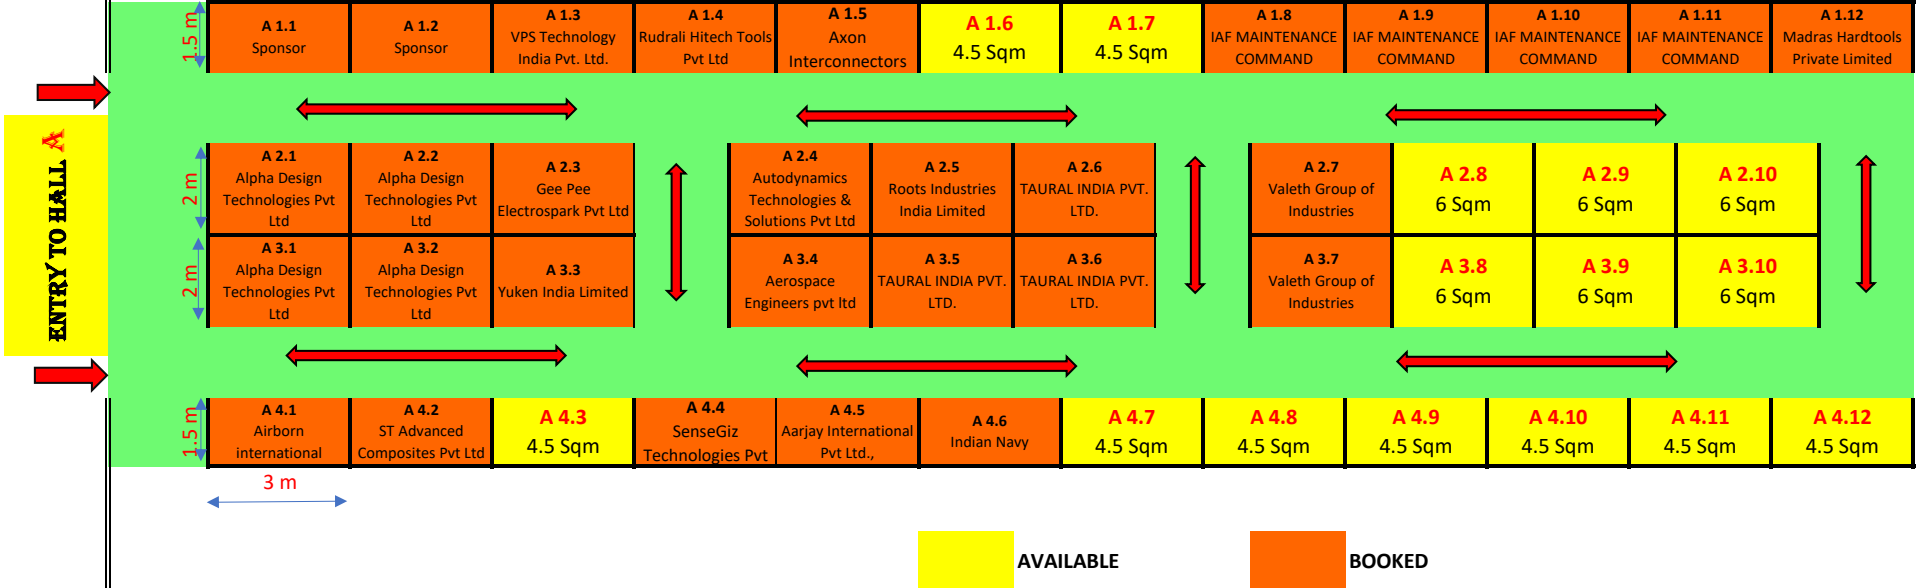 1.5 m
A 1.1
Sponsor
A 1.2
Sponsor
A 1.3
VPS Technology
India Pvt. Ltd.
A 1.4
Rudrali Hitech Tools
Pvt Ltd
A 1.5
Axon
Interconnectors
A 1.6
4.5 Sqm
A 1.7
4.5 Sqm
A 1.8
IAF MAINTENANCE
COMMAND
A 1.9
IAF MAINTENANCE
COMMAND
A 1.10
IAF MAINTENANCE
COMMAND
A 1.11
IAF MAINTENANCE
COMMAND
A 1.12
Madras Hardtools
Private Limited
ENTRY TO HALL A
2 m
A 2.1
Alpha Design
Technologies Pvt
Ltd
A 2.2
Alpha Design
Technologies Pvt
Ltd
A 2.3
Gee Pee
Electrospark Pvt Ltd
A 2.4
Autodynamics
Technologies &
Solutions Pvt Ltd
A 2.5
Roots Industries
India Limited
A 2.6
TAURAL INDIA PVT.
LTD.
A 2.7
Valeth Group of
Industries
A 2.8
6 Sqm
A 2.9
6 Sqm
A 2.10
6 Sqm
2 m
A 3.1
Alpha Design
Technologies Pvt
Ltd
A 3.2
Alpha Design
Technologies Pvt
Ltd
A 3.3
Yuken India Limited
A 3.4
Aerospace
Engineers pvt ltd
A 3.5
TAURAL INDIA PVT.
LTD.
A 3.6
TAURAL INDIA PVT.
LTD.
A 3.7
Valeth Group of
Industries
A 3.8
6 Sqm
A 3.9
6 Sqm
A 3.10
6 Sqm
1.5 m
A 4.1
Airborn
international
A 4.2
ST Advanced
Composites Pvt Ltd
A 4.3
4.5 Sqm
A 4.4
SenseGiz
Technologies Pvt
A 4.5
Aarjay International
Pvt Ltd.,
A 4.6
Indian Navy
A 4.7
4.5 Sqm
A 4.8
4.5 Sqm
A 4.9
4.5 Sqm
A 4.10
4.5 Sqm
A 4.11
4.5 Sqm
A 4.12
4.5 Sqm
3 m
AVAILABLE
BOOKED